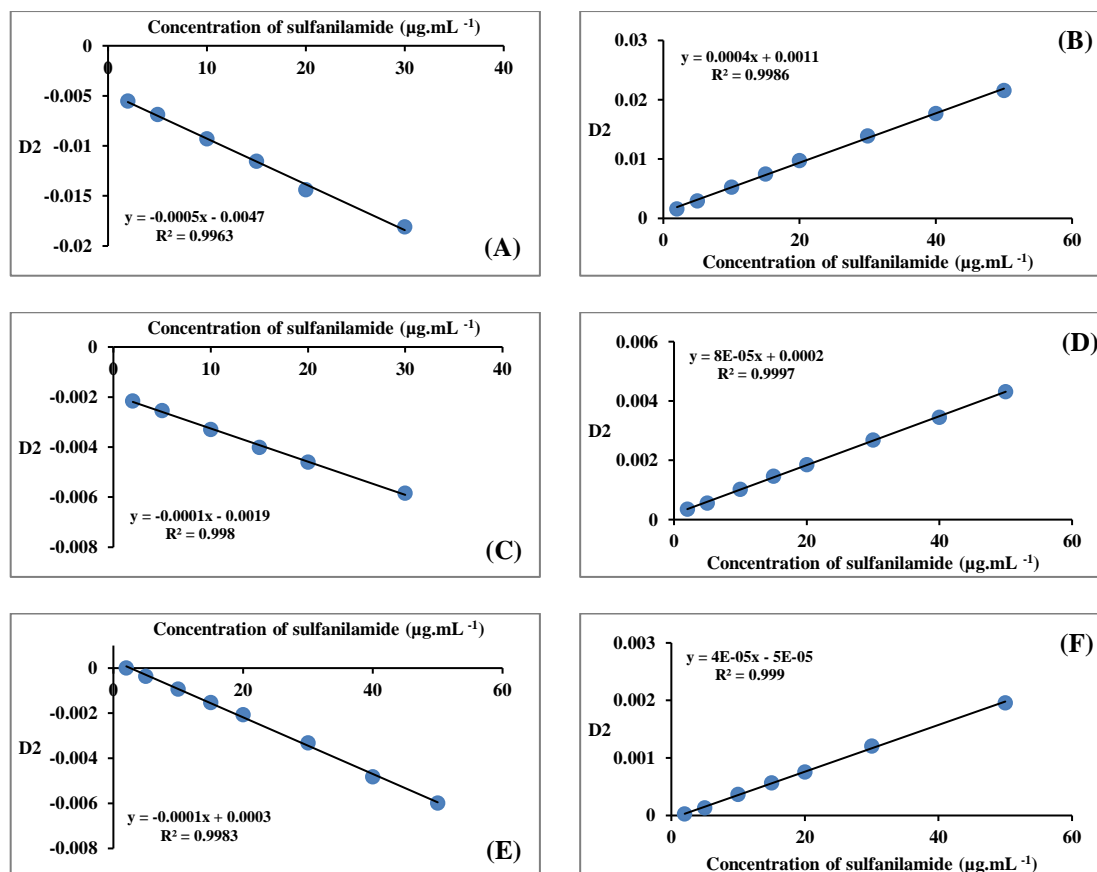 Concentration of sulfanilamide (µg.mL -1)
0
0 10 20 30 40
-0.005
-0.01
-0.015
-0.02
D2
y = -0.0005x - 0.0047
R² = 0.9963
(A)
(B)
0.03
0.02
0.01
0
D2
y = 0.0004x + 0.0011
R² = 0.9986
0 20 40 60
Concentration of sulfanilamide (µg.mL -1)
Concentration of sulfanilamide (µg.mL -1)
0
0 10 20 30 40
-0.002
-0.004
-0.006
-0.008
D2
y = -0.0001x - 0.0019
R² = 0.998
(C)
(D)
0.006
0.004
0.002
0
D2
y = 8E-05x + 0.0002
R² = 0.9997
0 20 40 60
Concentration of sulfanilamide (µg.mL -1)
Concentration of sulfanilamide (µg.mL -1)
0
0 20 40 60
-0.002
-0.004
-0.006
-0.008
D2
y = -0.0001x + 0.0003
R² = 0.9983
(E)
(F)
0.003
0.002
0.001
0
D2
y = 4E-05x - 5E-05
R² = 0.999
0 20 40 60
Concentration of sulfanilamide (µg.mL -1)